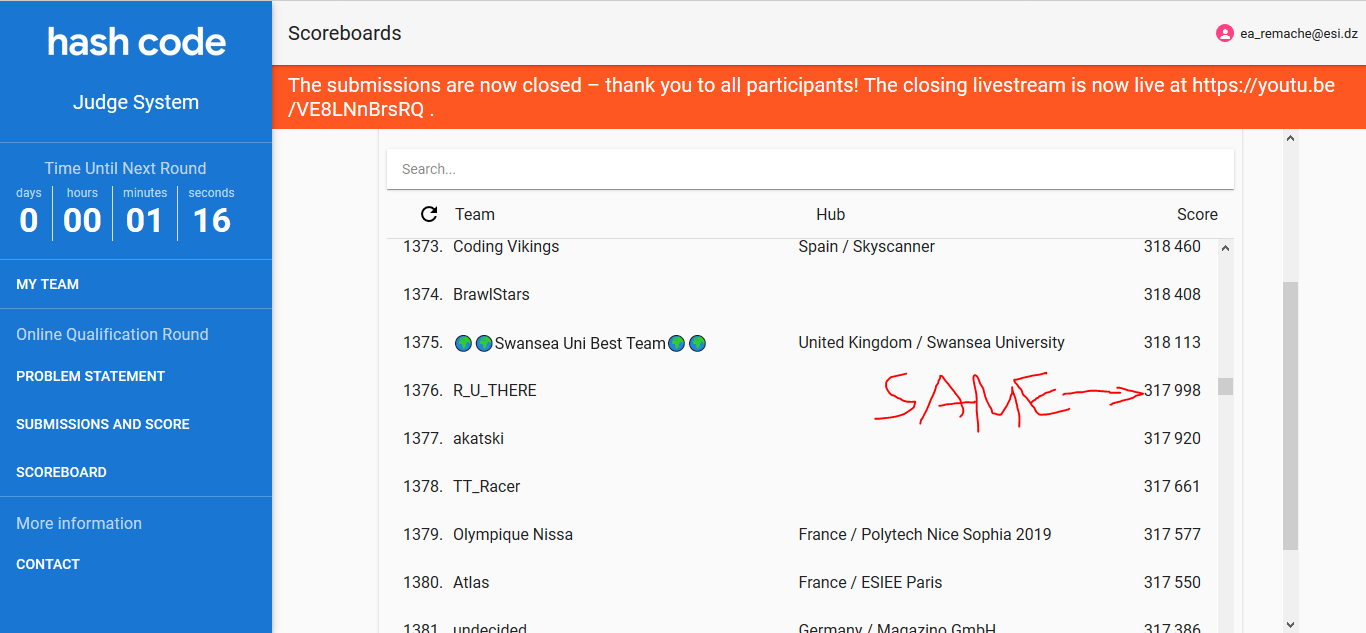 hash code
Judge System
Time Until Next Round
days hours minutes seconds
0 00 01 16
MY TEAM
Online Qualification Round
PROBLEM STATEMENT
SUBMISSIONS AND SCORE
SCOREBOARD
More information
CONTACT
Scoreboards
ea_remache@esi.dz
The submissions are now closed – thank you to all participants! The closing livestream is now live at https://youtu.be
/VE8LNnBrsRQ .
Search...
Team Hub Score
1373. Coding Vikings Spain / Skyscanner 318 460
1374. BrawlStars 318 408
1375. 🌍🌍Swansea Uni Best Team🌍🌍 United Kingdom / Swansea University 318 113
1376. R_U_THERE SAME 317 998
1377. akatski 317 920
1378. TT_Racer 317 661
1379. Olympique Nissa France / Polytech Nice Sophia 2019 317 577
1380. Atlas France / ESIEE Paris 317 550
1381. undecided Germany / Magazino GmbH 317 386